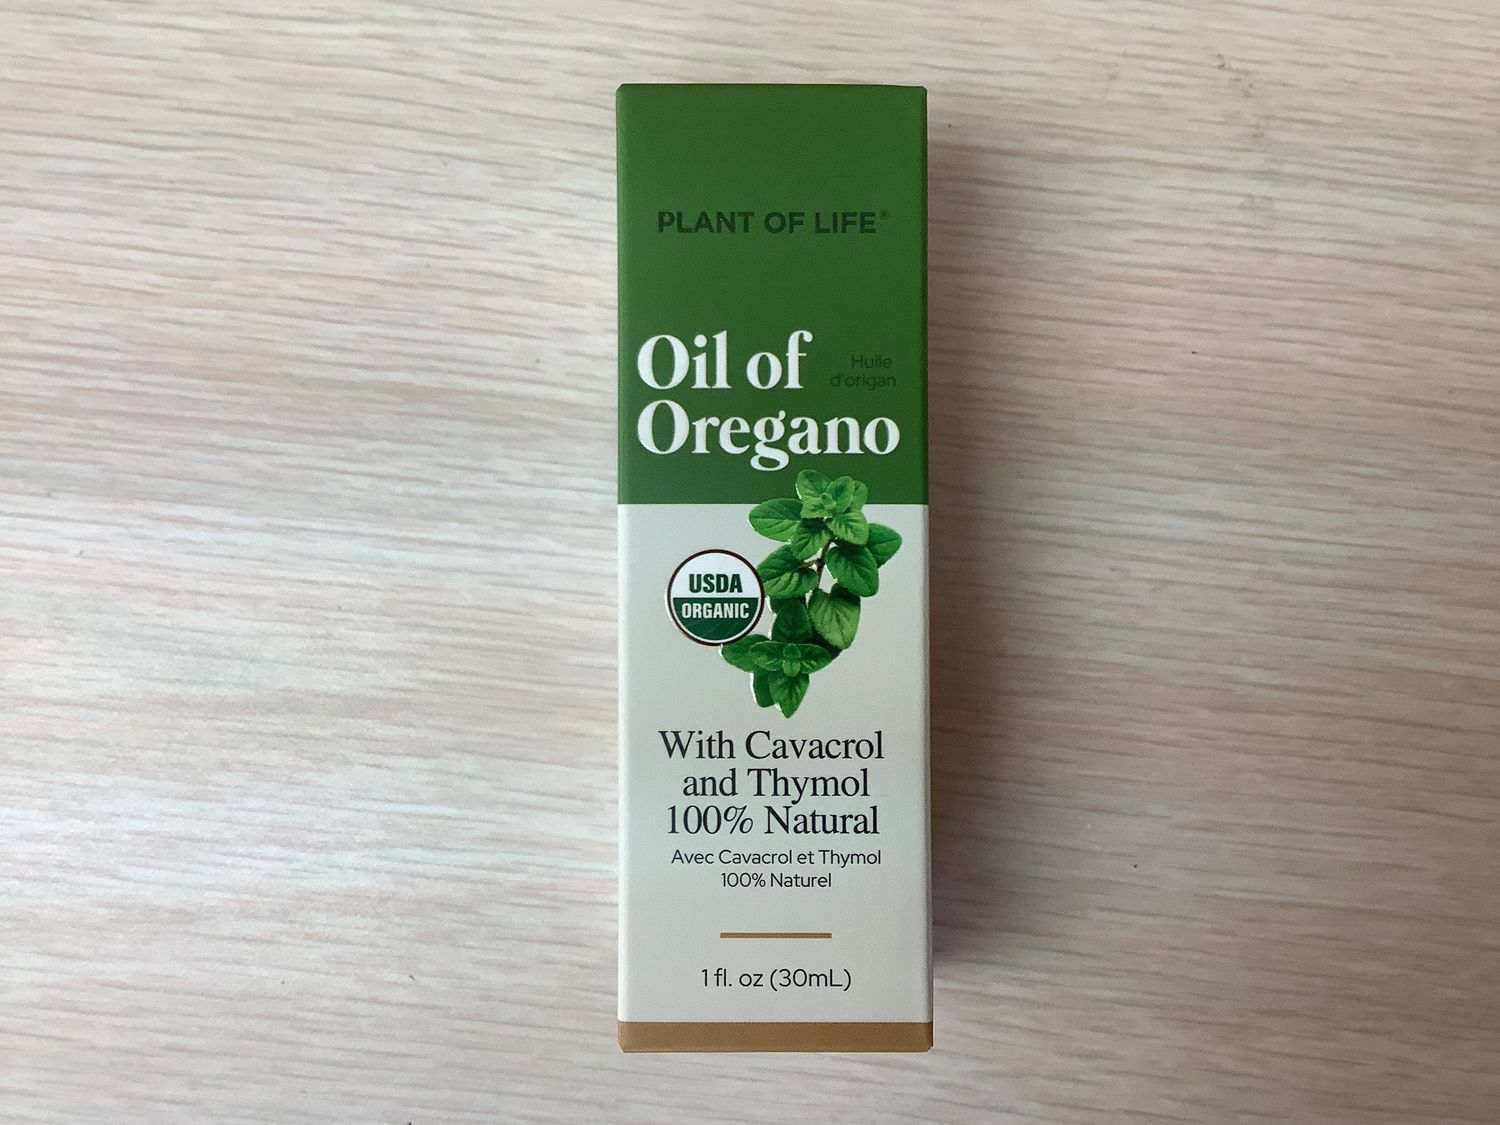 PLANT OF LIFE®
Oil of
Oregano
Huile
d'origan
USDA
ORGANIC
With Cavacrol
and Thymol
100% Natural
Avec Cavacrol et Thymol
100% Naturel
1 fl. oz (30mL)